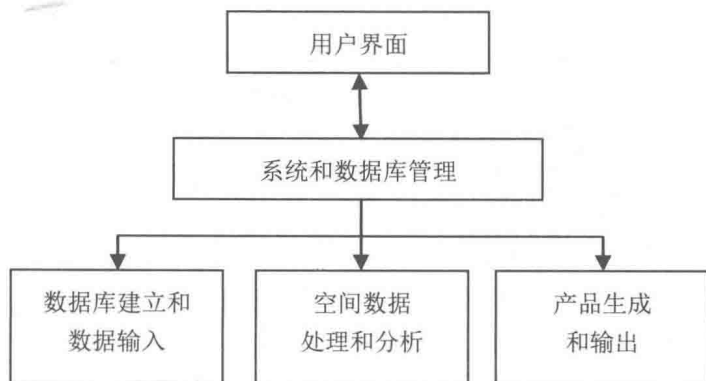 用户界面
系统和数据库管理
数据库建立和
数据输入
空间数据
处理和分析
产品生成
和输出